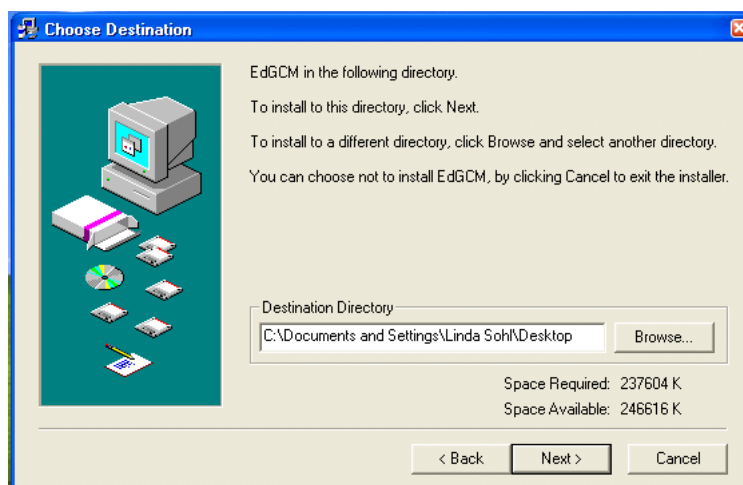 Choose Destination
EdGCM in the following directory.
To install to this directory, click Next.
To install to a different directory, click Browse and select another directory.
You can choose not to install EdGCM, by clicking Cancel to exit the installer.
Destination Directory
C:\Documents and Settings\Linda Sohl\Desktop
Browse...
Space Required: 237604 K
Space Available: 246616 K
< Back
Next >
Cancel